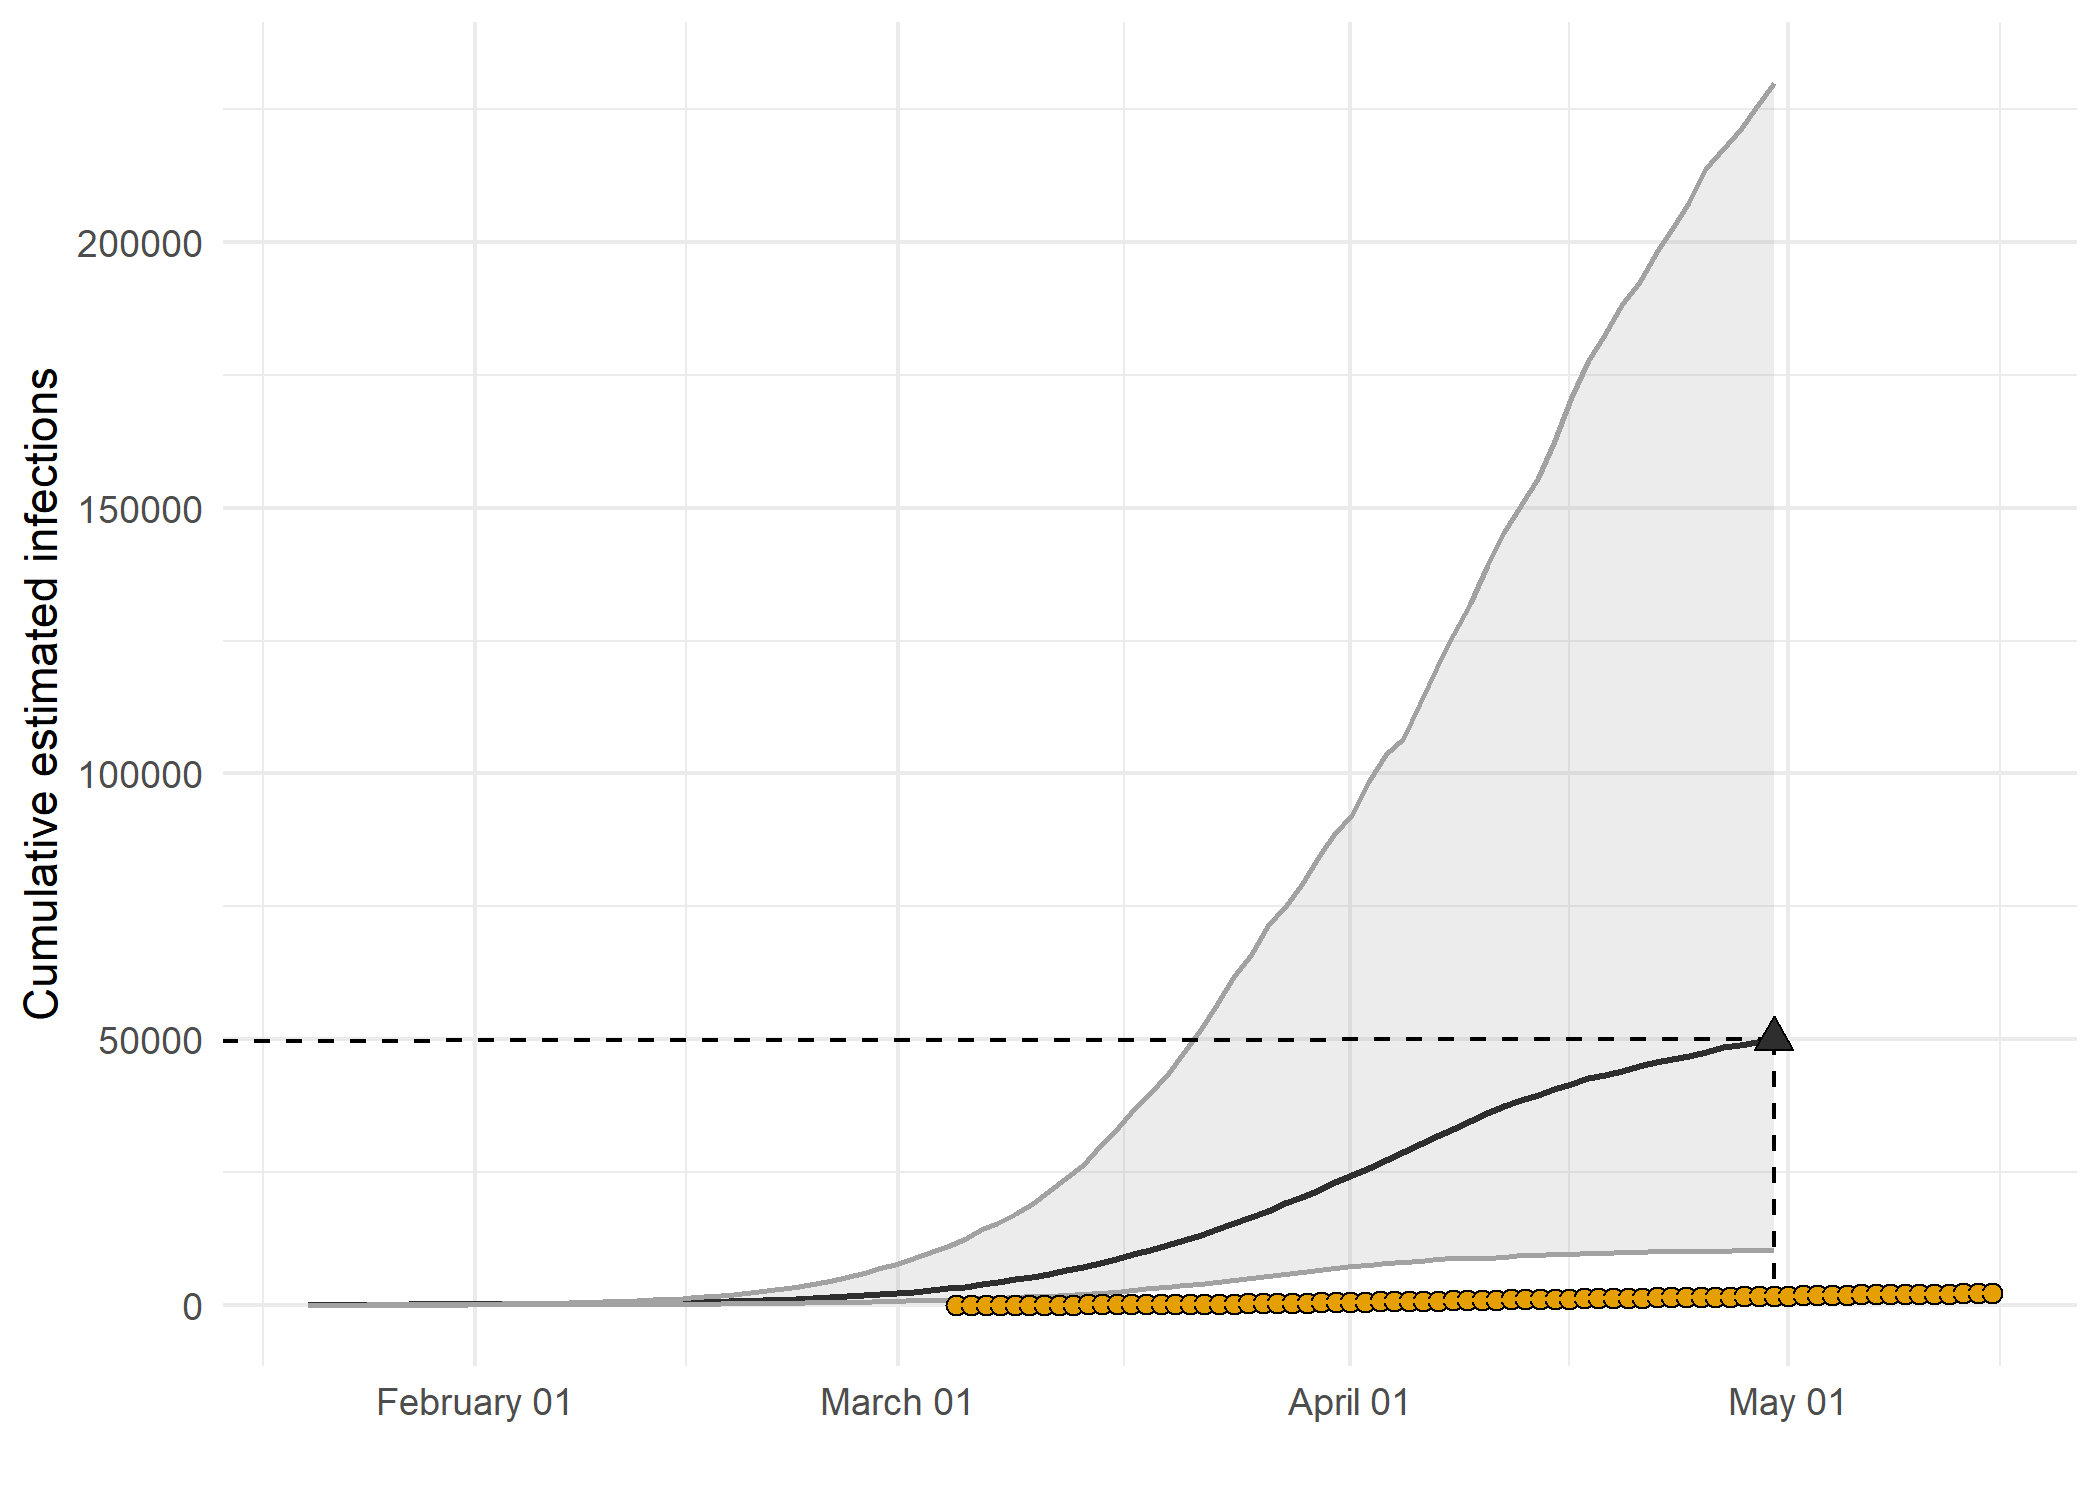 Cumulative estimated infections
200000
150000
100000
50000
0
February 01
March 01
April 01
May 01